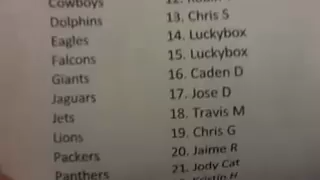 Cowboys
Dolphins 13. Chris S
Eagles 14. Luckybox
Falcons 15. Luckybox
Giants 16. Caden D
Jaguars 17. Jose D
Jets 18. Travis M
Lions 19. Chris G
Packers 20. Jaime R
Panthers 21. Jody Cat